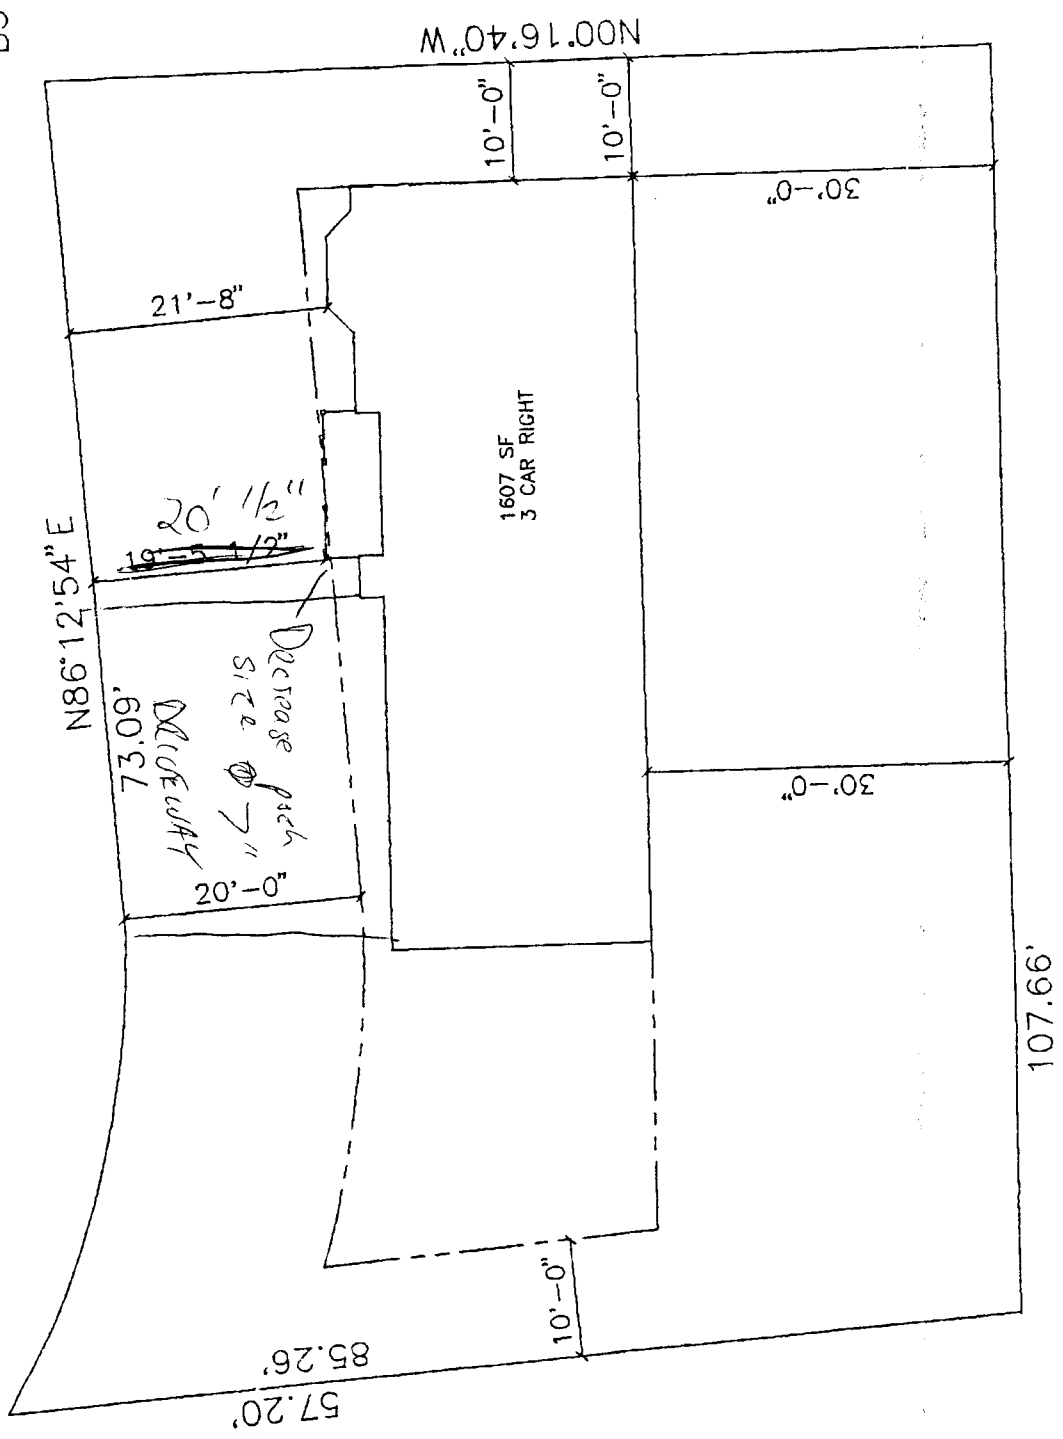 N00°16'40"W
10'-0"
10'-0"
30'-0"
21'-8"
N86°12'54"E
73.09'
20' 1/2"
19'-5 1/2"
1607 SF
3 CAR RIGHT
DRIVEWAY
Decrease porch
size 7"
20'-0"
30'-0"
107.66'
10'-0"
85.26'
57.20'